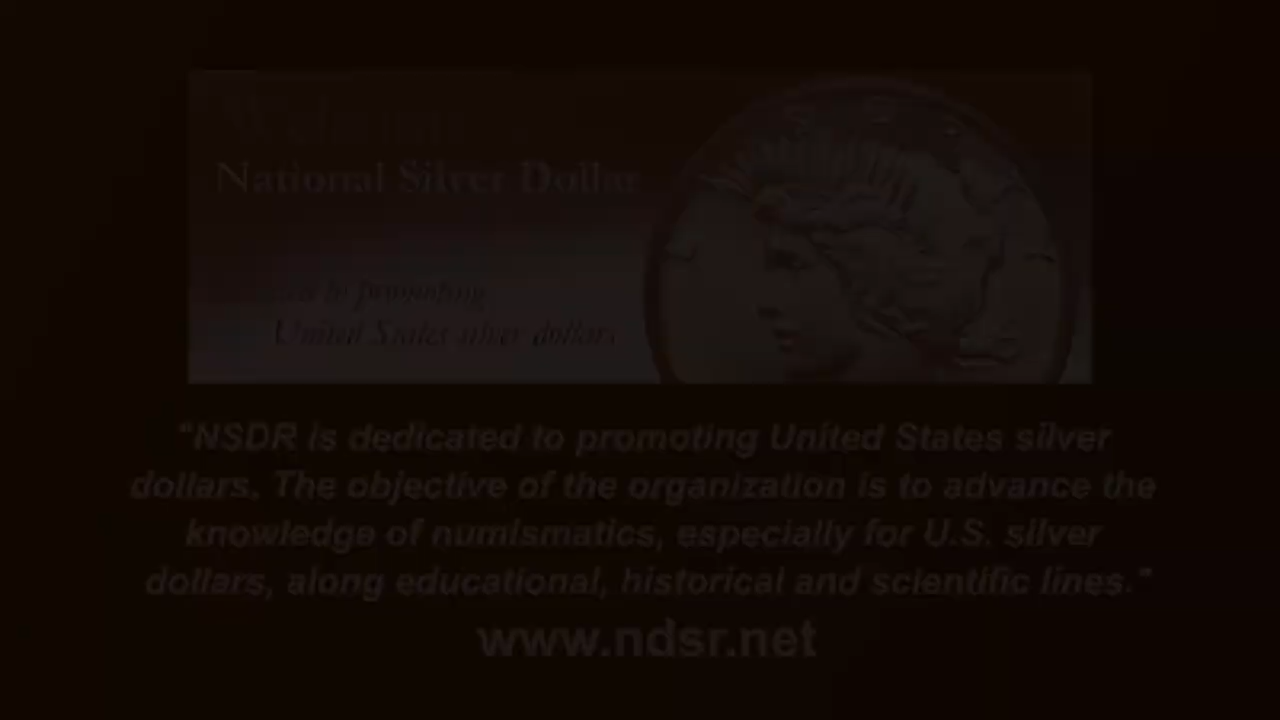 National Silver Dollar
to promoting
United States silver dollars
"NSDR is dedicated to promoting United States silver
dollars. The objective of the organization is to advance the
knowledge of numismatics, especially for U.S. silver
dollars, along educational, historical and scientific lines."
www.ndsr.net